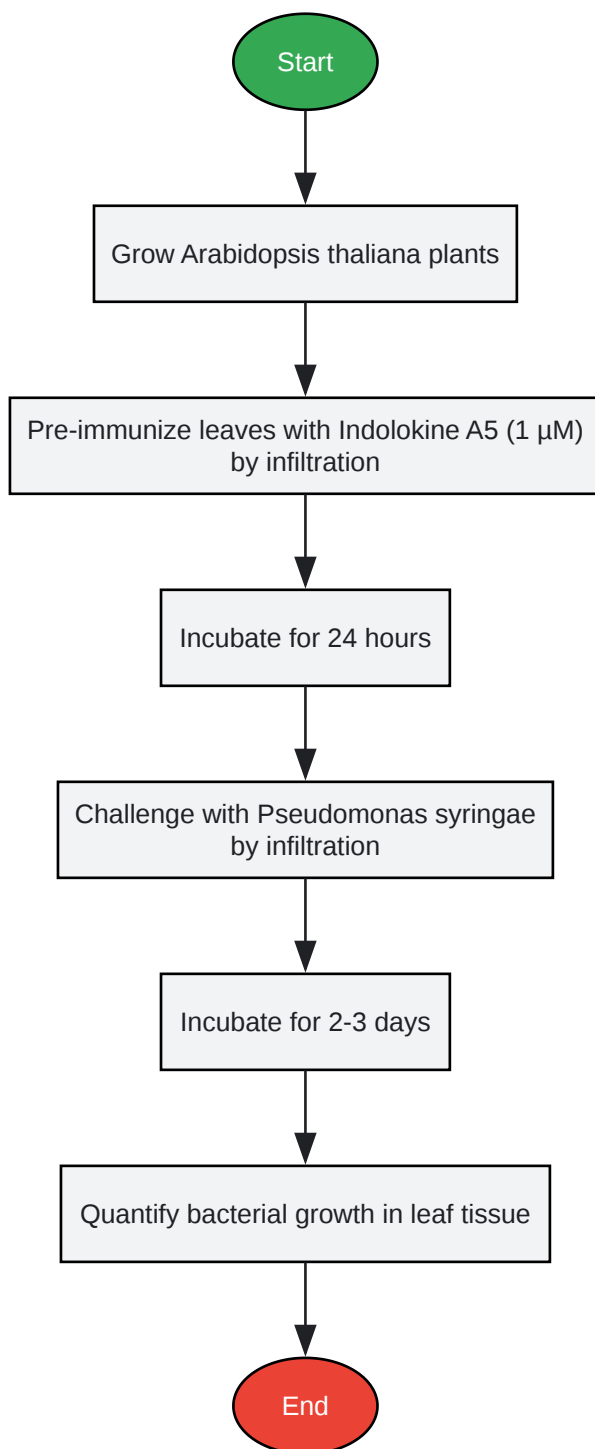 Start
Grow Arabidopsis thaliana plants
Pre-immunize leaves with Indolokine A5 (1 µM)
by infiltration
Incubate for 24 hours
Challenge with Pseudomonas syringae
by infiltration
Incubate for 2-3 days
Quantify bacterial growth in leaf tissue
End